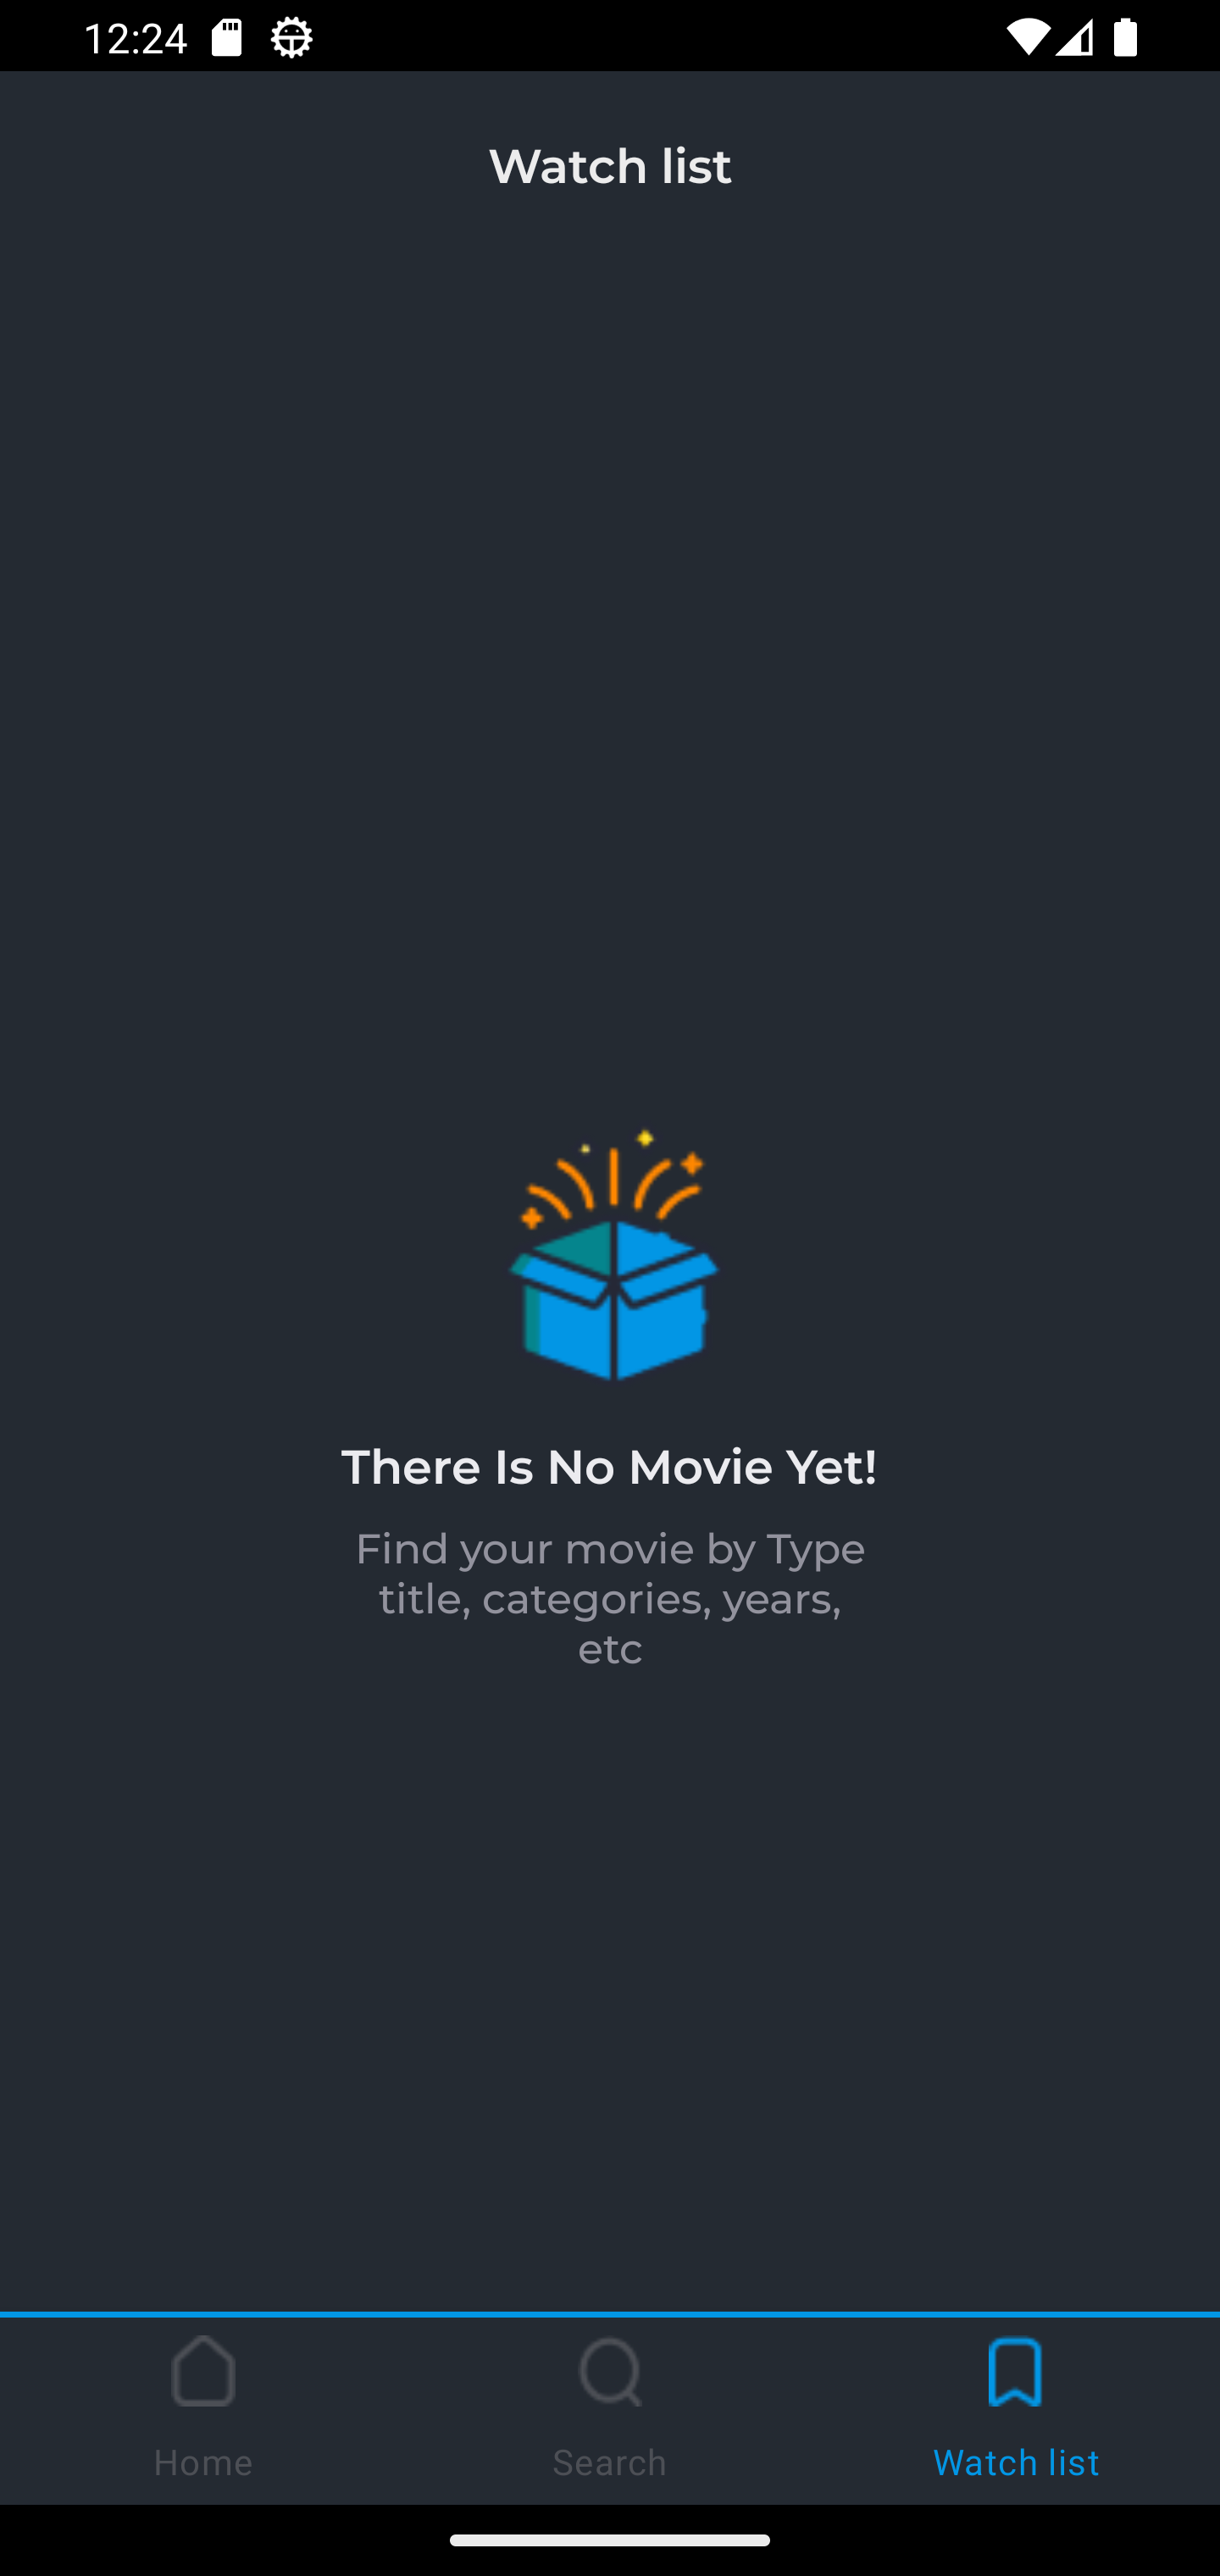 12:24
Watch list
There Is No Movie Yet!
Find your movie by Type
title, categories, years,
etc
Home
Search
Watch list